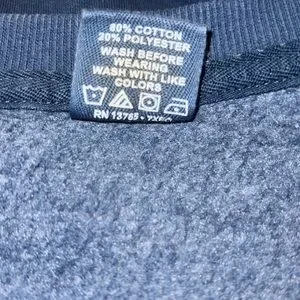 80% COTTON
20% POLYESTER
WASH BEFORE
WEARING
WASH WITH LIKE
COLORS
RN 13765